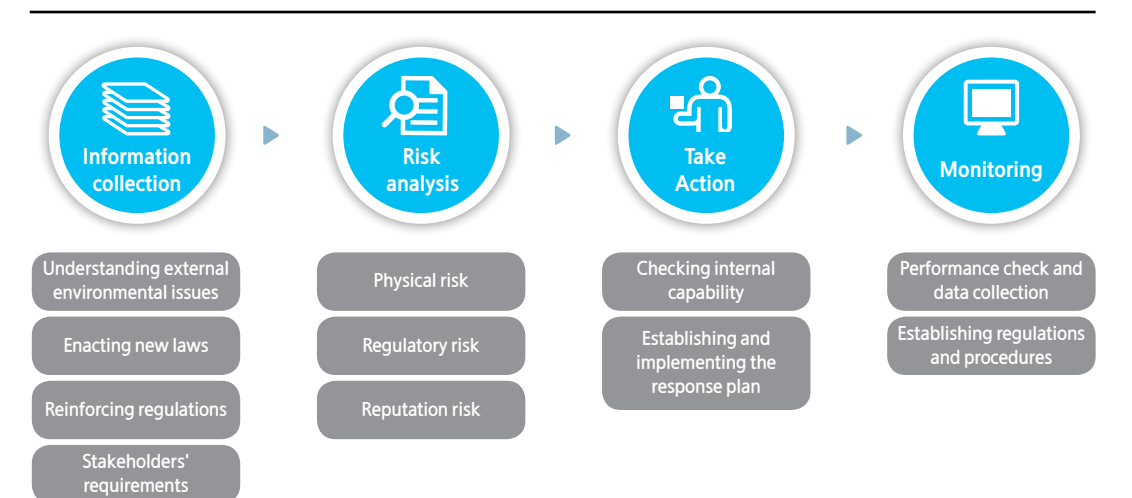 Information
collection
Risk
analysis
Take
Action
Monitoring
Understanding external
environmental issues
Enacting new laws
Reinforcing regulations
Stakeholders'
requirements
Physical risk
Regulatory risk
Reputation risk
Checking internal
capability
Establishing and
implementing the
response plan
Performance check and
data collection
Establishing regulations
and procedures